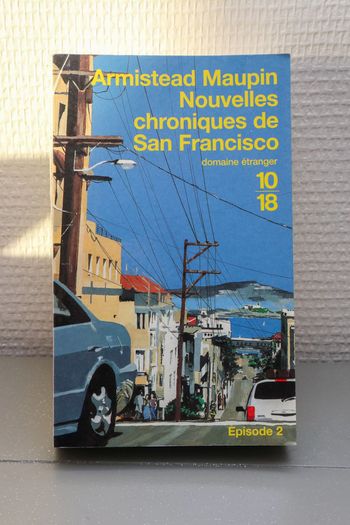 Armistead Maupin
Nouvelles
chroniques de
San Francisco
domaine étranger
10
18
Episode 2